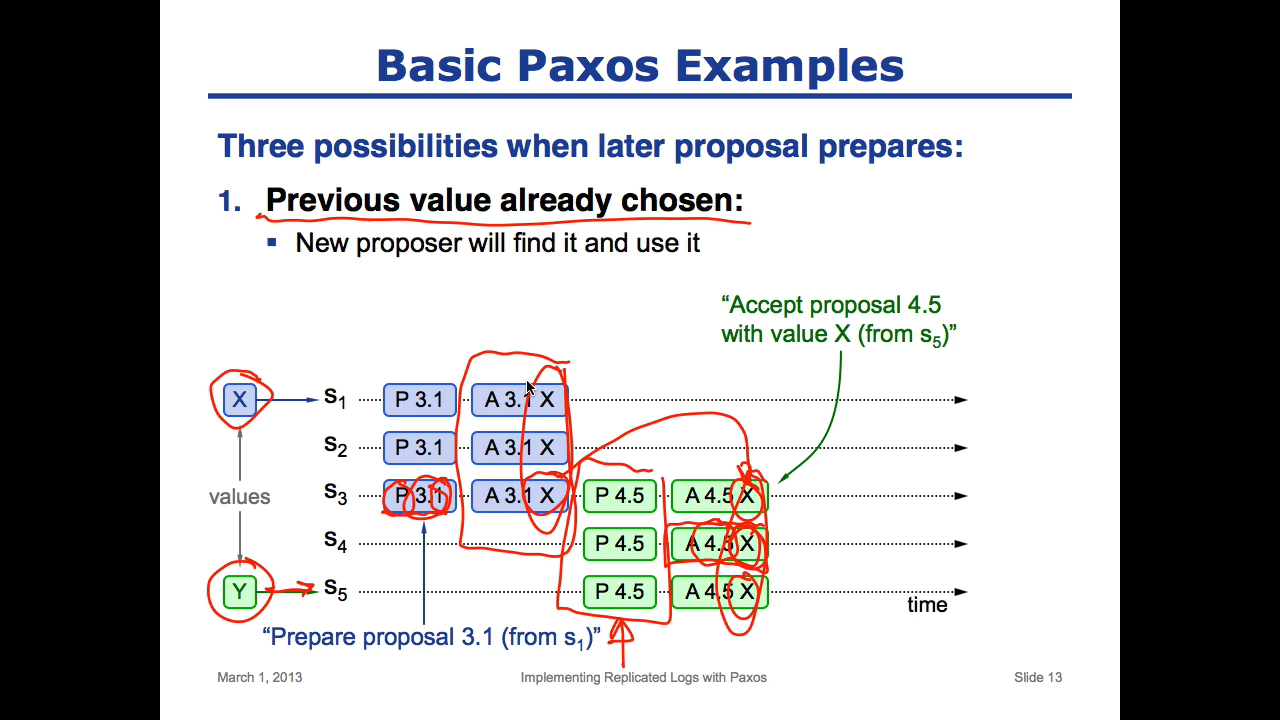 Basic Paxos Examples
Three possibilities when later proposal prepares:
1. Previous value already chosen:
▪ New proposer will find it and use it
“Accept proposal 4.5
with value X (from s5)”
X s1 P 3.1 A 3.1 X
s2 P 3.1 A 3.1 X
values s3 P 3.1 A 3.1 X P 4.5 A 4.5 X
s4 P 4.5 A 4.5 X
Y s5 P 4.5 A 4.5 X
time
“Prepare proposal 3.1 (from s1)”
March 1, 2013 Implementing Replicated Logs with Paxos Slide 13